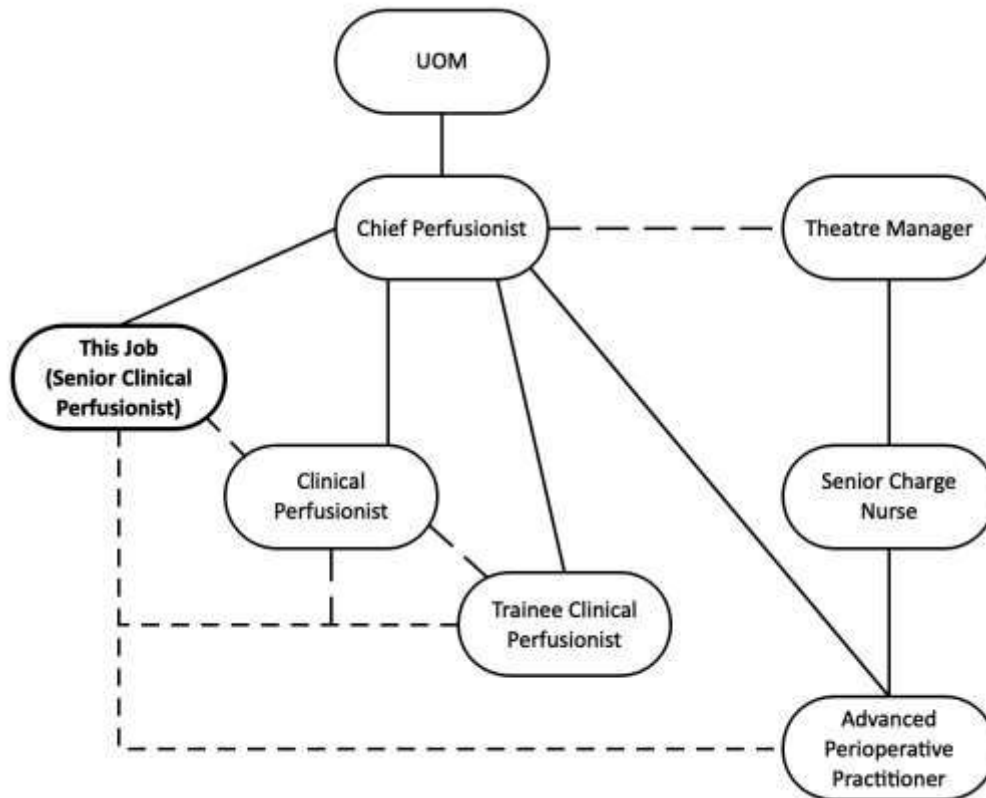 UOM
Chief Perfusionist
Theatre Manager
This Job
(Senior Clinical
Perfusionist)
Clinical
Perfusionist
Senior Charge
Nurse
Trainee Clinical
Perfusionist
Advanced
Perioperative
Practitioner